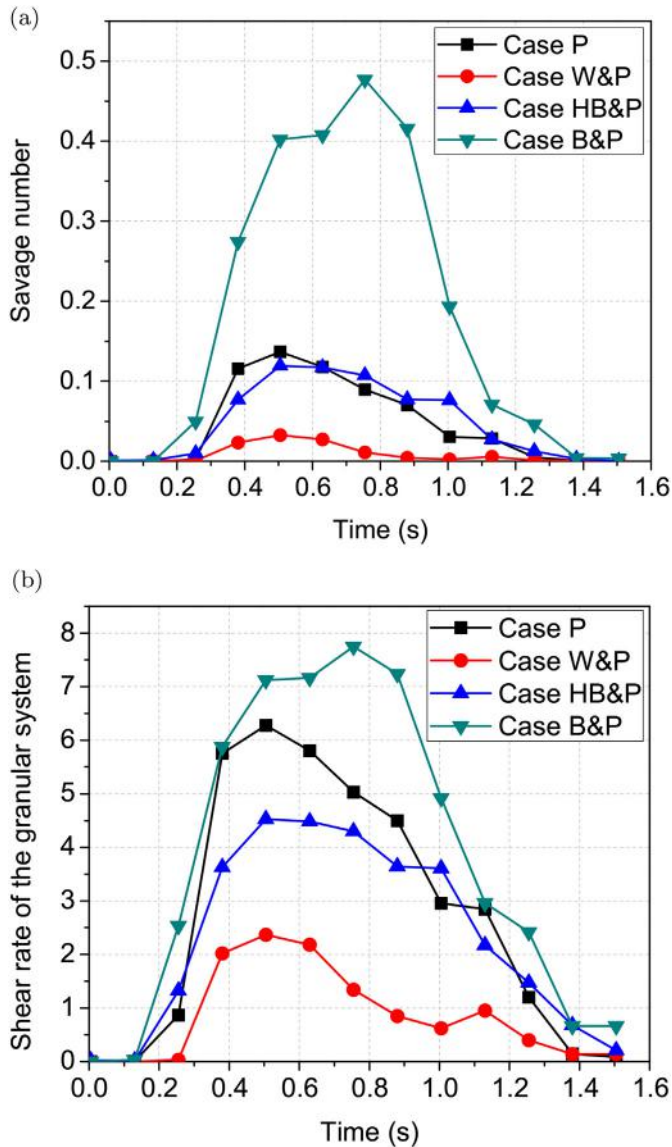 (a)
Case P
Case W&P
Case HB&P
Case B&P
0.5
0.4
0.3
0.2
0.1
0.0
Savage number
0.0 0.2 0.4 0.6 0.8 1.0 1.2 1.4 1.6
Time (s)
(b)
Case P
Case W&P
Case HB&P
Case B&P
8
7
6
5
4
3
2
1
0
Shear rate of the granular system
0.0 0.2 0.4 0.6 0.8 1.0 1.2 1.4 1.6
Time (s)